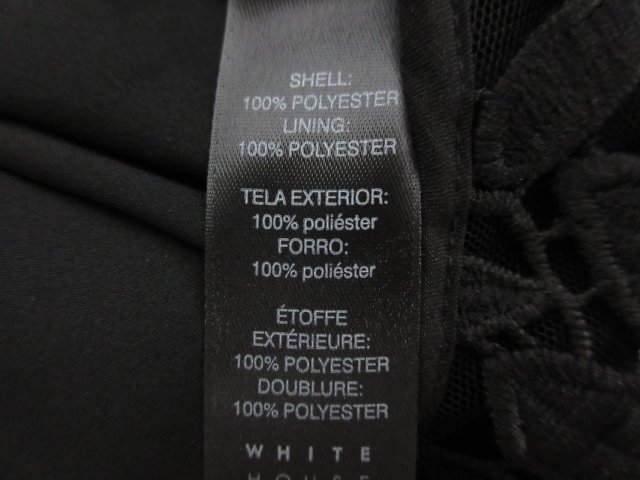 SHELL:
100% POLYESTER
LINING:
100% POLYESTER
TELA EXTERIOR:
100% poliéster
FORRO:
100% poliéster
ÉTOFFE
EXTÉRIEURE:
100% POLYESTER
DOUBLURE:
100% POLYESTER
WHITE
HOUSE